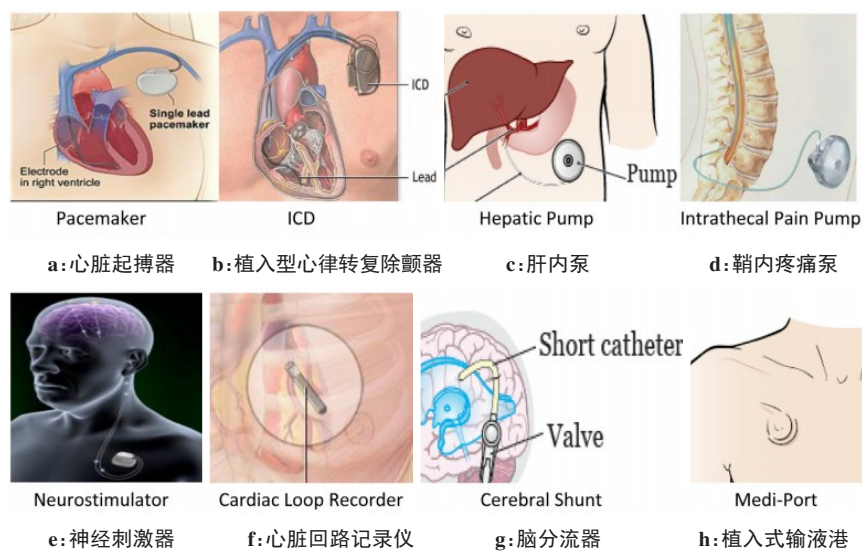 Single lead
pacemaker
Electrode
in right ventricle
ICD
Lead
Pump
Pacemaker
ICD
Hepatic Pump
Intrathecal Pain Pump
a:心脏起搏器
b:植入型心律转复除颤器
c:肝内泵
d:鞘内疼痛泵
Short catheter
Valve
Neurostimulator
Cardiac Loop Recorder
Cerebral Shunt
Medi-Port
e:神经刺激器
f:心脏回路记录仪
g:脑分流器
h:植入式输液港